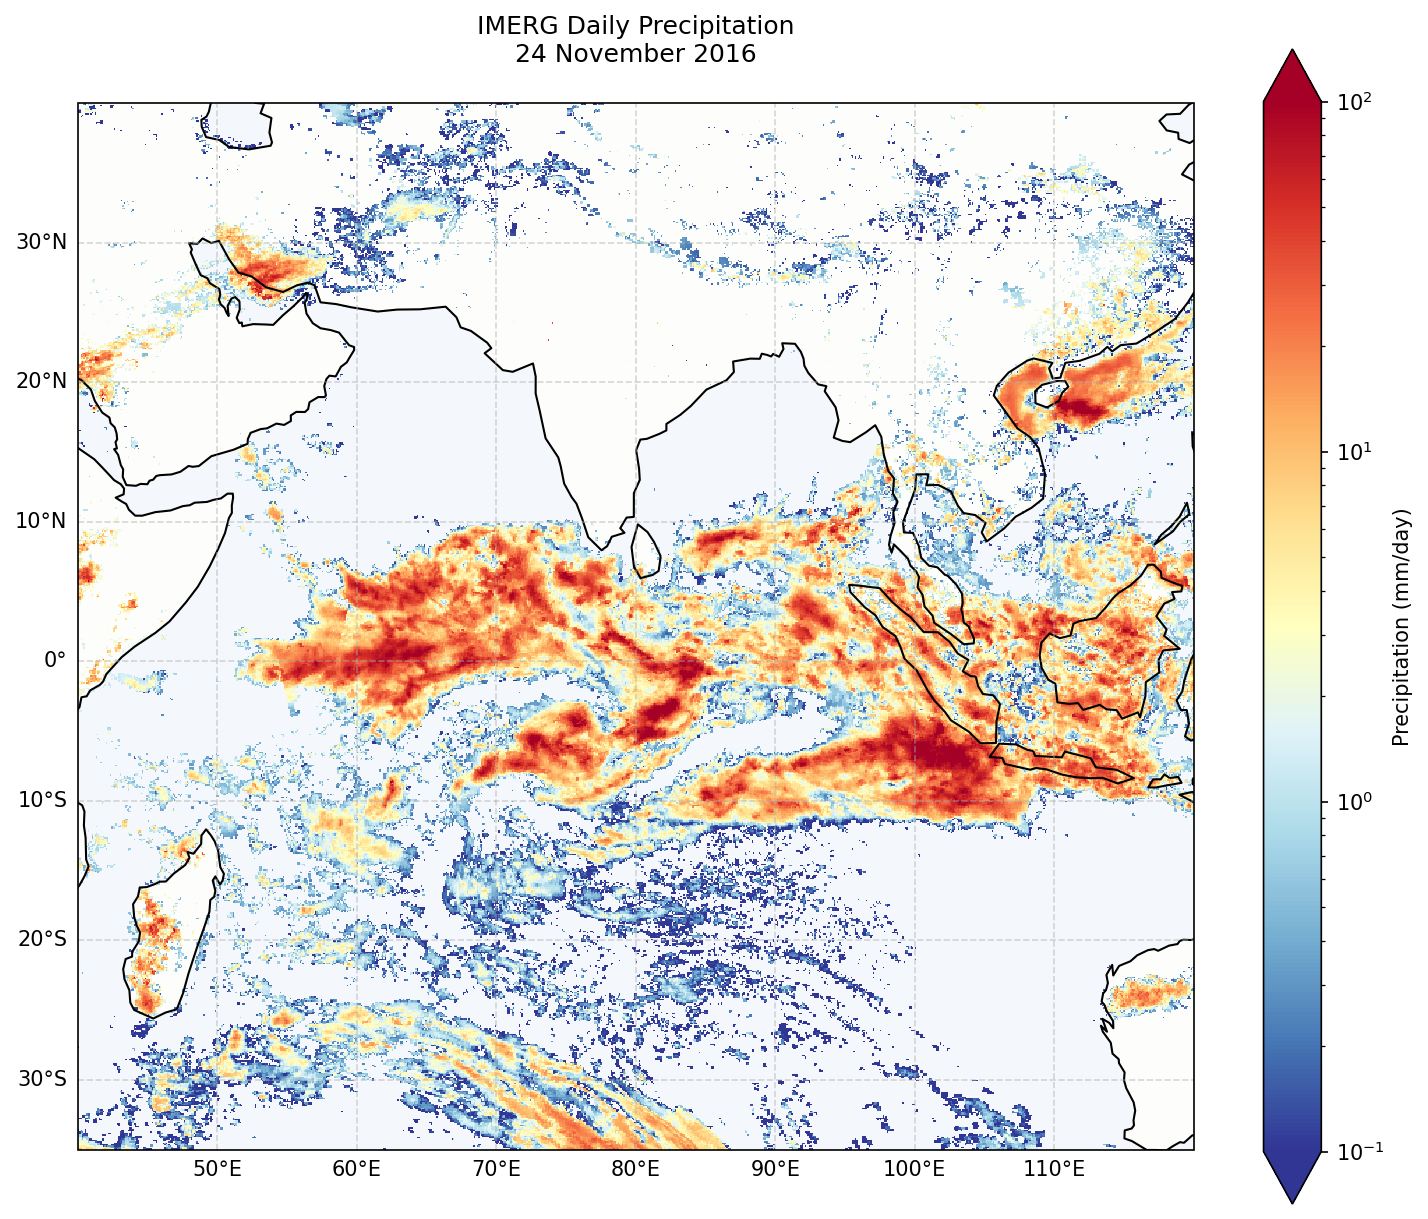 IMERG Daily Precipitation
24 November 2016
30°N
20°N
10°N
0°
10°S
20°S
30°S
50°E 60°E 70°E 80°E 90°E 100°E 110°E
10²
10¹
10⁰
10⁻¹
Precipitation (mm/day)